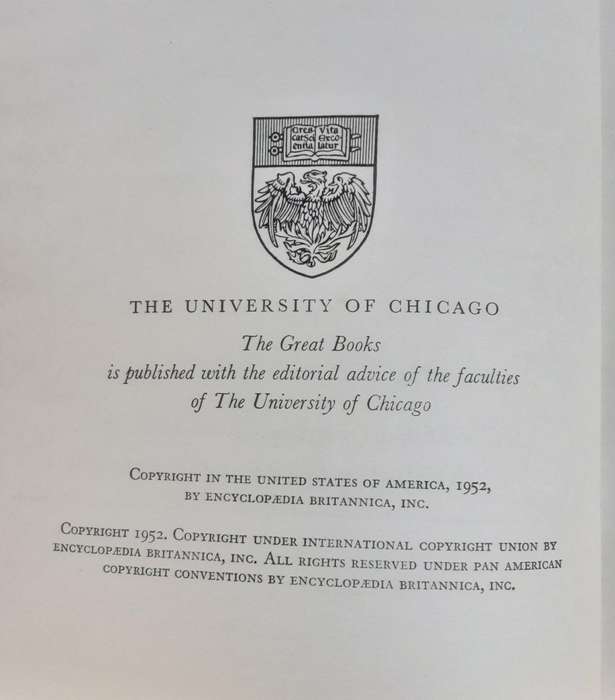 Cres Vita
cat Sci Exco-
entia latur
THE UNIVERSITY OF CHICAGO
The Great Books
is published with the editorial advice of the faculties
of The University of Chicago
COPYRIGHT IN THE UNITED STATES OF AMERICA, 1952,
BY ENCYCLOPÆDIA BRITANNICA, INC.
COPYRIGHT 1952. COPYRIGHT UNDER INTERNATIONAL COPYRIGHT UNION BY
ENCYCLOPÆDIA BRITANNICA, INC. ALL RIGHTS RESERVED UNDER PAN AMERICAN
COPYRIGHT CONVENTIONS BY ENCYCLOPÆDIA BRITANNICA, INC.